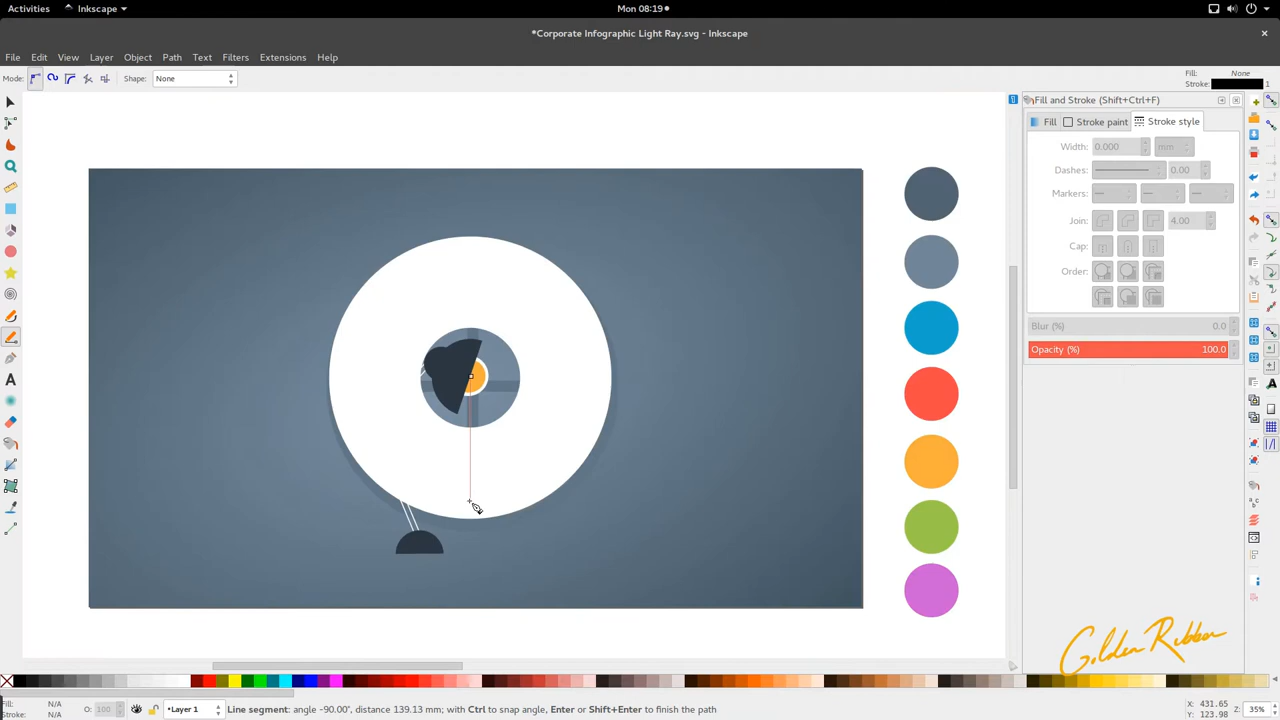 Activities Inkscape Mon 08:19
*Corporate Infographic Light Ray.svg - Inkscape
File Edit View Layer Object Path Text Filters Extensions Help
Mode: Shape: None Fill: None
Stroke: 1
Fill and Stroke (Shift+Ctrl+F)
Fill Stroke paint Stroke style
Width: 0.000 mm
Dashes: 0.00
Markers:
Join: 4.00
Cap:
Order:
Blur (%) 0.0
Opacity (%) 100.0
Golden Ribbon
Fill: N/A O: 100 Layer 1 Line segment: angle -90.00°, distance 139.13 mm; with Ctrl to snap angle, Enter or Shift+Enter to finish the path X: 431.65 Z: 35%
Stroke: N/A Y: 123.98